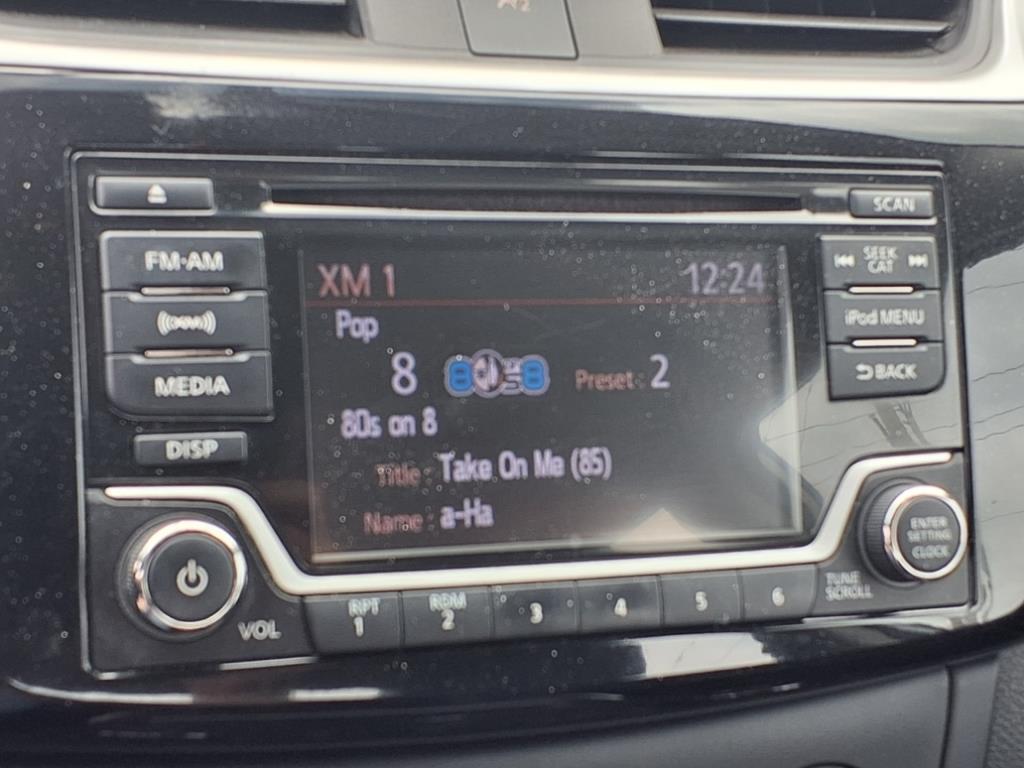 SCAN
FM·AM
SEEK
CAT
XM 1 12:24
Pop
iPod MENU
8 Preset : 2
MEDIA
BACK
80s on 8
DISP
Title : Take On Me (85)
Name : a-Ha
ENTER
SETTING
CLOCK
TUNE
SCROLL
VOL
RPT
1
RDM
2
3
4
5
6